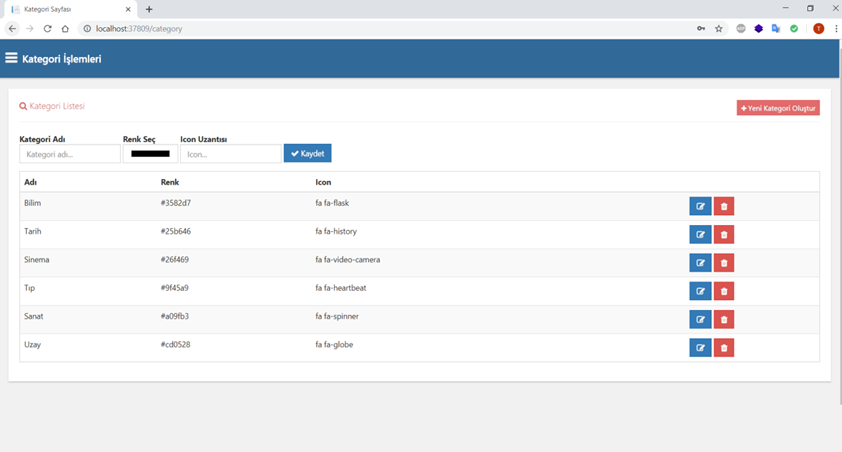 Kategori Sayfası
localhost:37809/category
T
Kategori İşlemleri
Kategori Listesi
Yeni Kategori Oluştur
Kategori Adı Renk Seç Icon Uzantısı
Kategori adı... Icon... Kaydet
Adı Renk Icon
Bilim #3582d7 fa fa-flask
Tarih #25b646 fa fa-history
Sinema #26f469 fa fa-video-camera
Tıp #9f45a9 fa fa-heartbeat
Sanat #a09fb3 fa fa-spinner
Uzay #cd0528 fa fa-globe